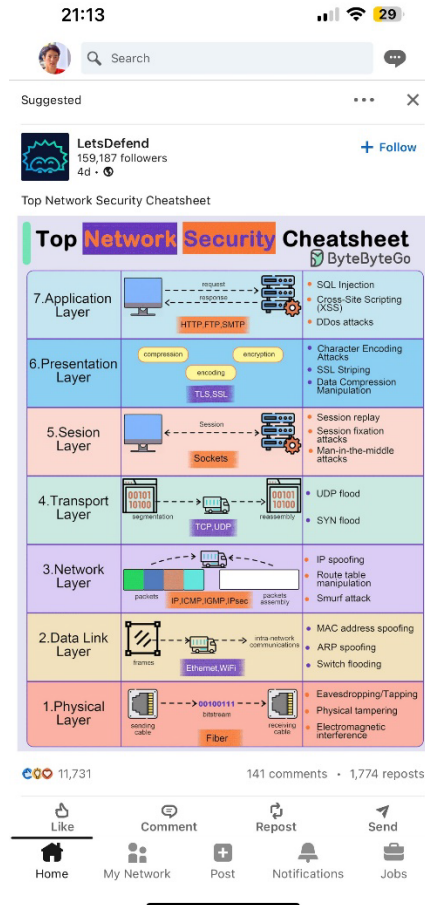 21:13
29
Search
Suggested
LetsDefend
159,187 followers
4d •
+ Follow
Top Network Security Cheatsheet
Top Network Security Cheatsheet
ByteByteGo
7.Application
Layer
request
response
HTTP.FTP,SMTP
• SQL Injection
• Cross-Site Scripting
(XSS)
• DDos attacks
6.Presentation
Layer
compression
encryption
encoding
TLS,SSL
• Character Encoding
Attacks
• SSL Striping
• Data Compression
Manipulation
5.Sesion
Layer
Session
Sockets
• Session replay
• Session fixation
attacks
• Man-in-the-middle
attacks
4.Transport
Layer
00101
10100
segmentation
TCP,UDP
00101
10100
reassembly
• UDP flood
• SYN flood
3.Network
Layer
packets
IP,ICMP,IGMP,IPsec
packets
assembly
• IP spoofing
• Route table
manipulation
• Smurf attack
2.Data Link
Layer
frames
Ethernet,WiFi
intra-network
communications
• MAC address spoofing
• ARP spoofing
• Switch flooding
1.Physical
Layer
sending
cable
00100111
bitstream
Fiber
receiving
cable
• Eavesdropping/Tapping
• Physical tampering
• Electromagnetic
interference
11,731
141 comments • 1,774 reposts
Like
Comment
Repost
Send
Home
My Network
Post
Notifications
Jobs